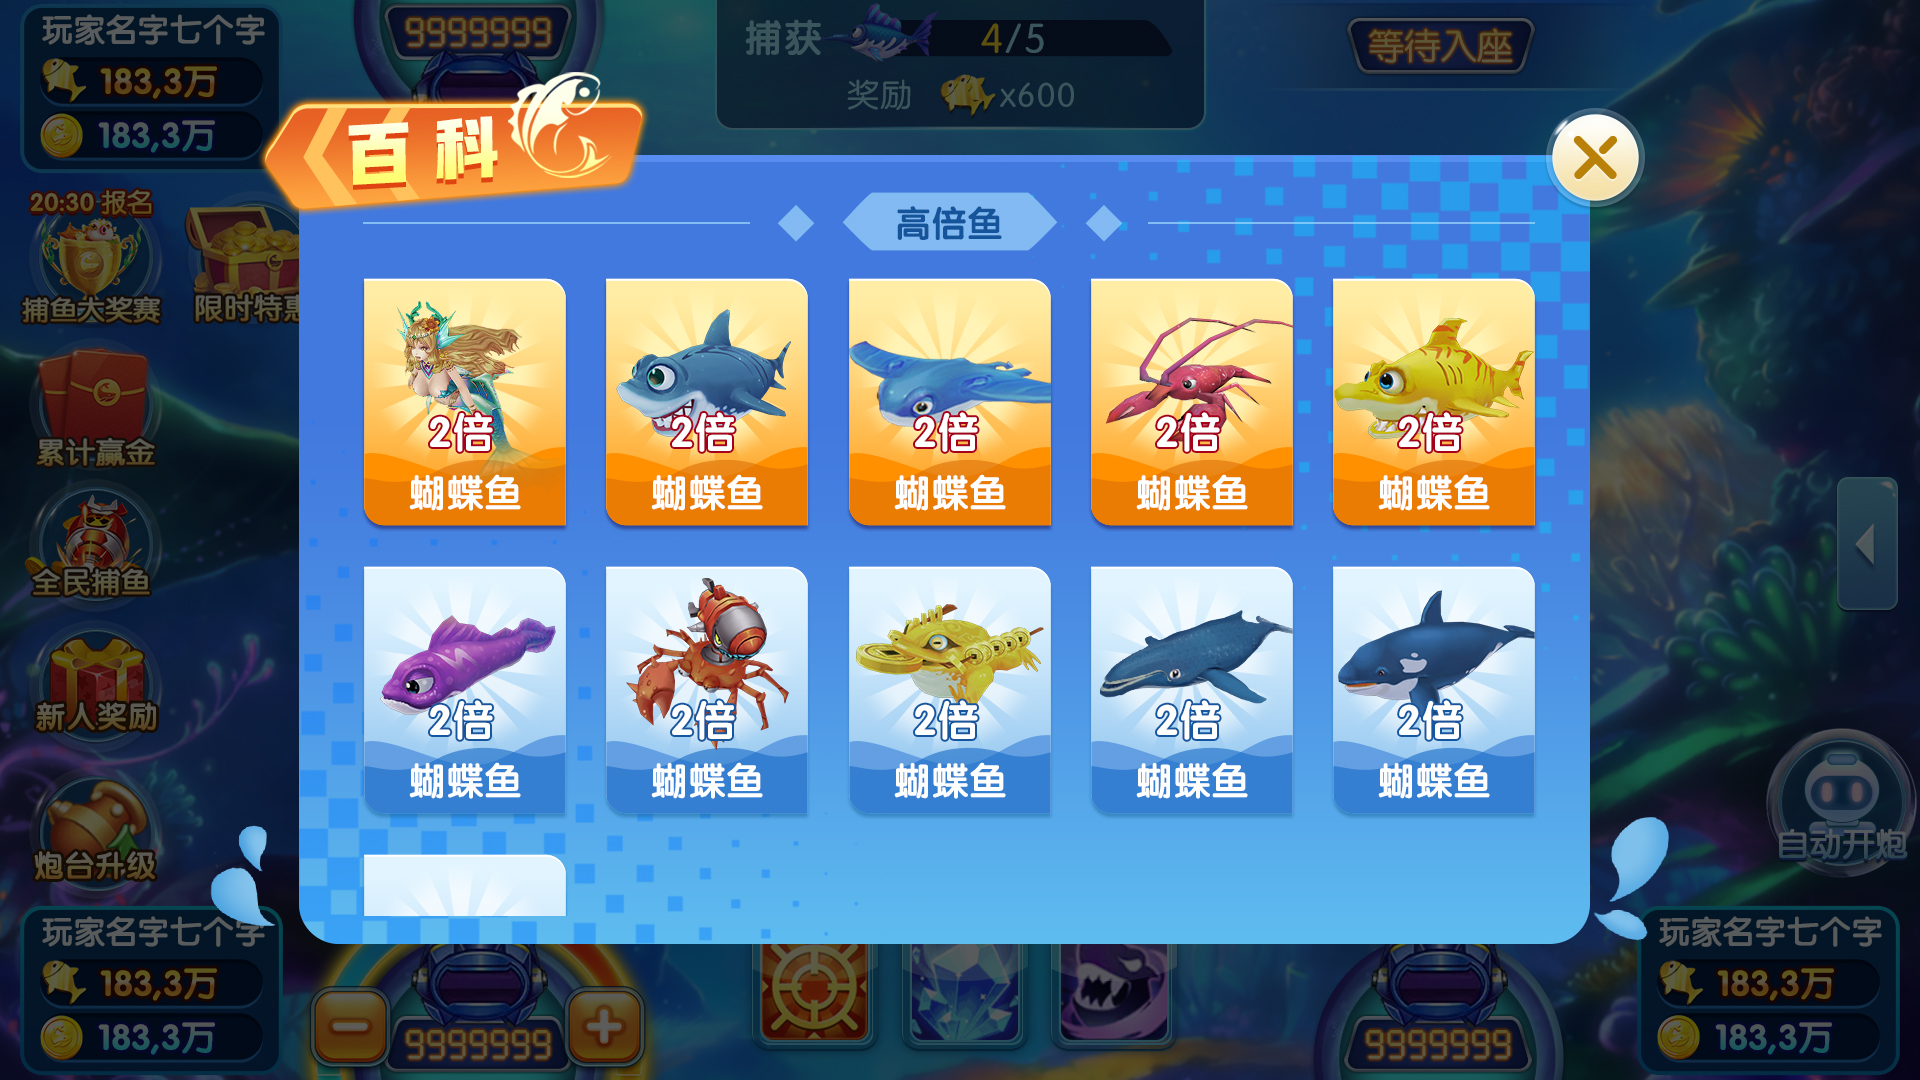 玩家名字七个字
183,3万
183,3万
9999999
捕获
4/5
奖励
x600
等待入座
百科
高倍鱼
20:30 报名
捕鱼大奖赛
限时特惠
累计赢金
全民捕鱼
新人奖励
炮台升级
2倍
蝴蝶鱼
2倍
蝴蝶鱼
2倍
蝴蝶鱼
2倍
蝴蝶鱼
2倍
蝴蝶鱼
2倍
蝴蝶鱼
2倍
蝴蝶鱼
2倍
蝴蝶鱼
2倍
蝴蝶鱼
2倍
蝴蝶鱼
自动开炮
玩家名字七个字
183,3万
183,3万
9999999
9999999
玩家名字七个字
183,3万
183,3万